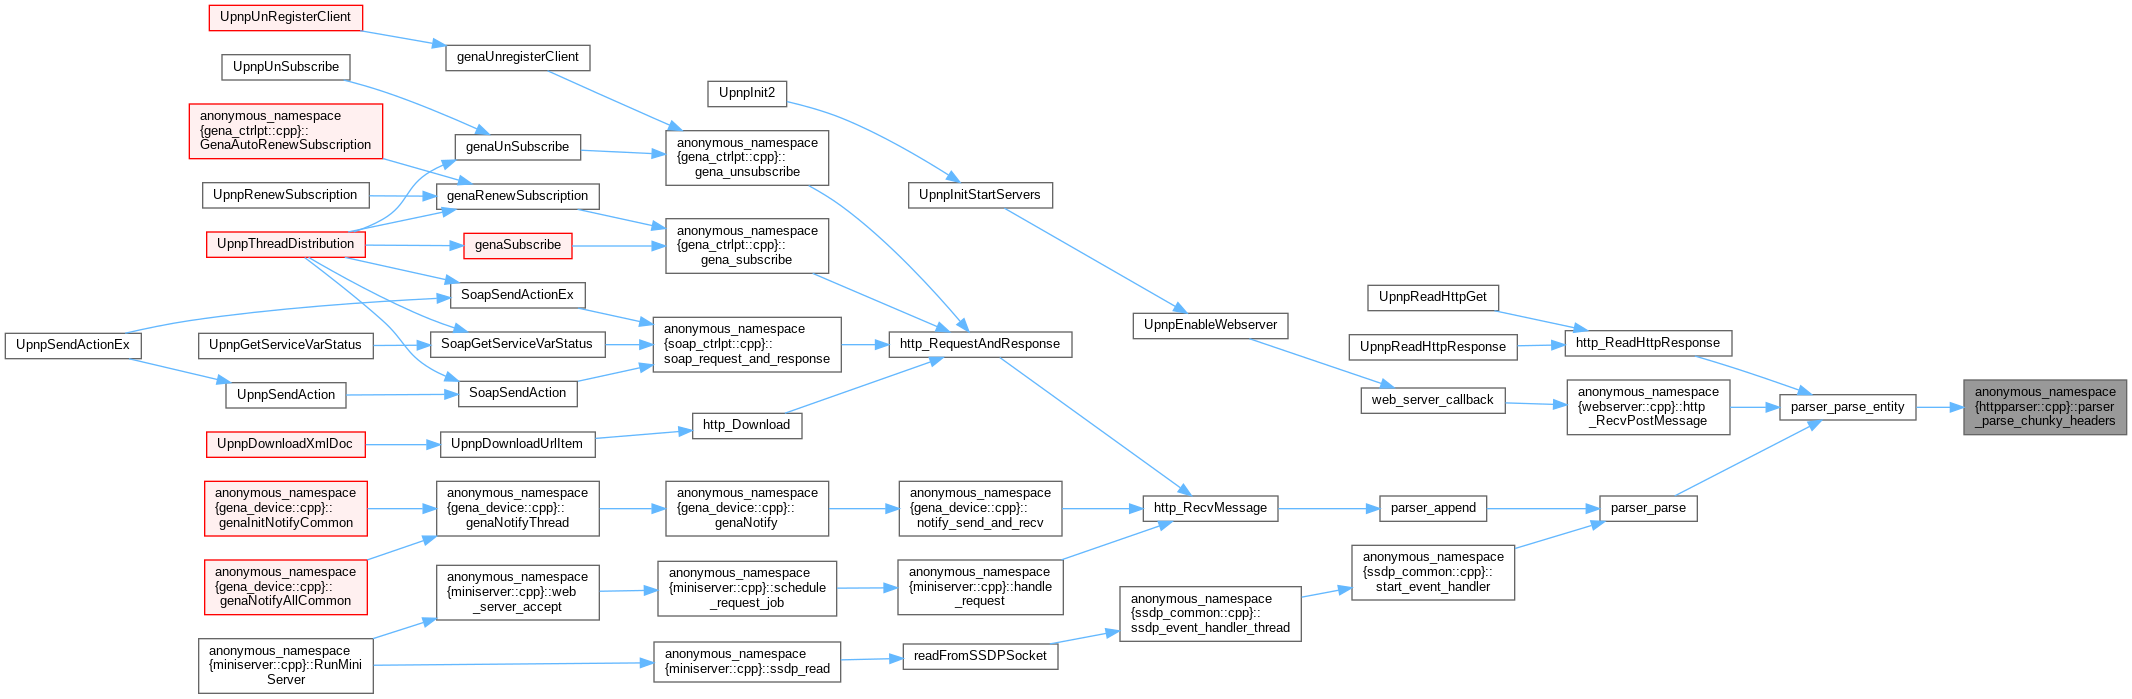 UpnpUnRegisterClient
UpnpUnSubscribe
anonymous_namespace
{gena_ctrlpt::cpp}::
GenaAutoRenewSubscription
UpnpRenewSubscription
UpnpThreadDistribution
UpnpSendActionEx
UpnpGetServiceVarStatus
UpnpSendAction
UpnpDownloadXmlDoc
anonymous_namespace
{gena_device::cpp}::
genaInitNotifyCommon
anonymous_namespace
{gena_device::cpp}::
genaNotifyAllCommon
anonymous_namespace
{miniserver::cpp}::RunMini
Server
genaUnregisterClient
genaUnSubscribe
genaRenewSubscription
genaSubscribe
SoapSendActionEx
SoapGetServiceVarStatus
SoapSendAction
UpnpDownloadUrlItem
anonymous_namespace
{gena_device::cpp}::
genaNotifyThread
anonymous_namespace
{miniserver::cpp}::web
_server_accept
UpnpInit2
anonymous_namespace
{gena_ctrlpt::cpp}::
gena_unsubscribe
anonymous_namespace
{gena_ctrlpt::cpp}::
gena_subscribe
anonymous_namespace
{soap_ctrlpt::cpp}::
soap_request_and_response
http_Download
anonymous_namespace
{gena_device::cpp}::
genaNotify
anonymous_namespace
{miniserver::cpp}::schedule
_request_job
anonymous_namespace
{miniserver::cpp}::ssdp_read
UpnpInitStartServers
http_RequestAndResponse
anonymous_namespace
{gena_device::cpp}::
notify_send_and_recv
anonymous_namespace
{miniserver::cpp}::handle
_request
readFromSSDPSocket
UpnpEnableWebserver
http_RecvMessage
anonymous_namespace
{ssdp_common::cpp}::
ssdp_event_handler_thread
UpnpReadHttpGet
UpnpReadHttpResponse
web_server_callback
parser_append
anonymous_namespace
{ssdp_common::cpp}::
start_event_handler
http_ReadHttpResponse
anonymous_namespace
{webserver::cpp}::http
_RecvPostMessage
parser_parse
parser_parse_entity
anonymous_namespace
{httpparser::cpp}::parser
_parse_chunky_headers